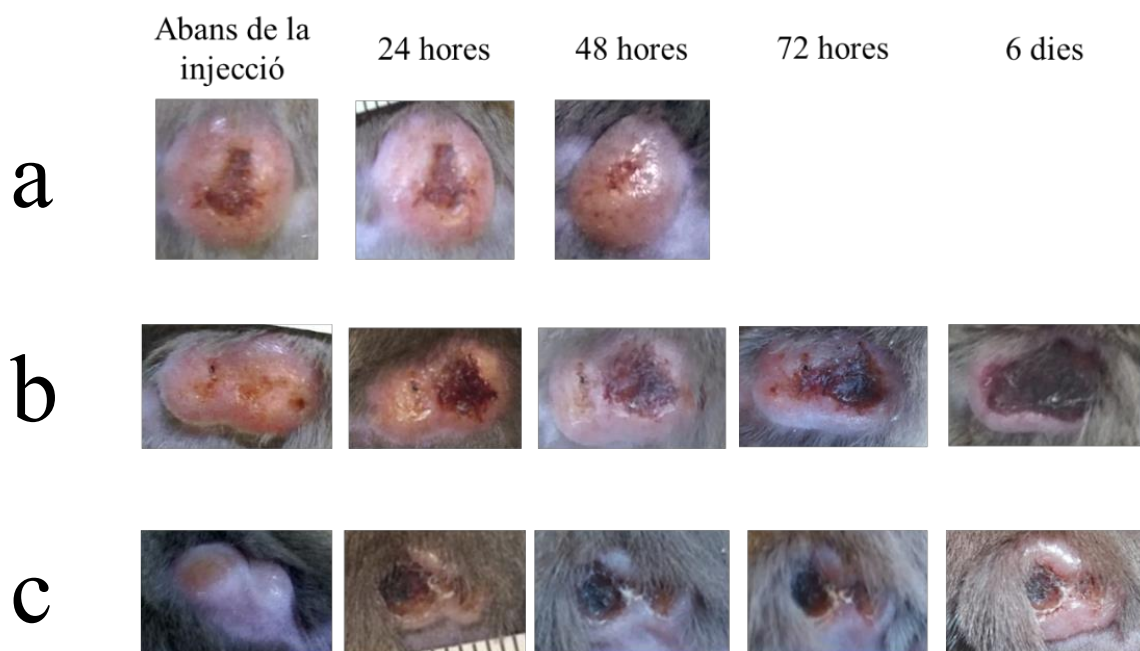 Abans de la
injecció
24 hores
48 hores
72 hores
6 dies
a
b
c